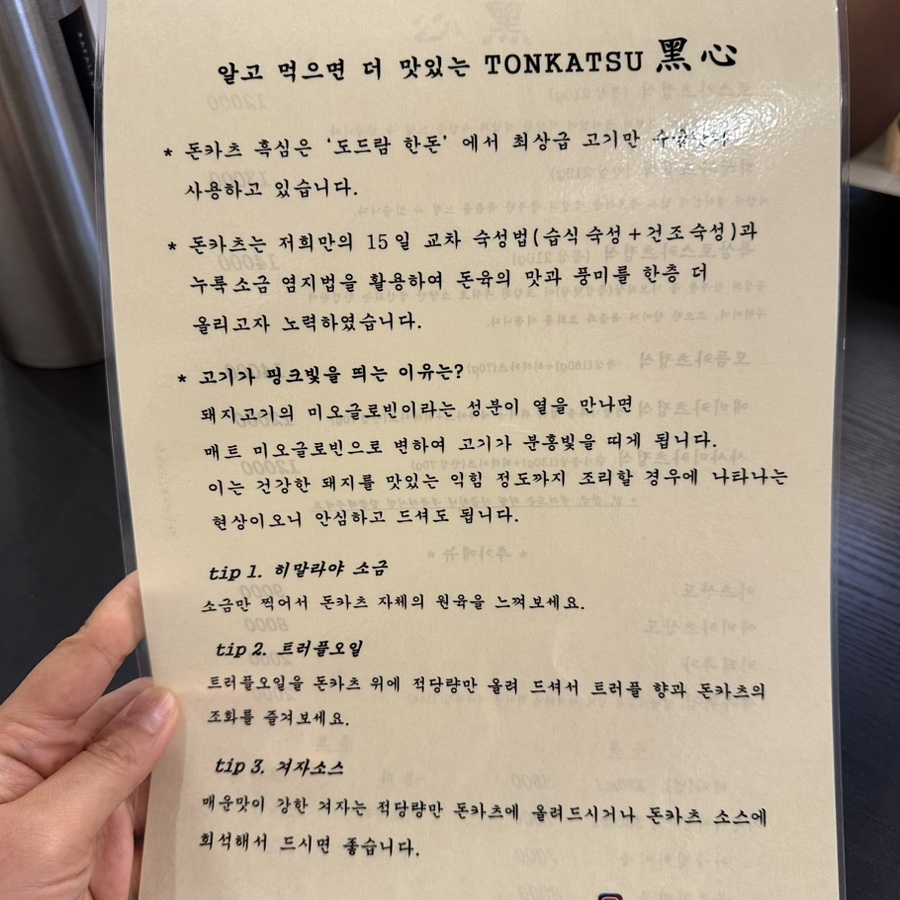 알고 먹으면 더 맛있는 TONKATSU 黑心
* 돈카츠 흑심은 '도드람 한돈' 에서 최상급 고기만
사용하고 있습니다.
* 돈카츠는 저희만의 15일 교차 숙성법(습식숙성+건조숙성)과
누룩소금 염지법을 활용하여 돈육의 맛과 풍미를 한층 더
올리고자 노력하였습니다.
* 고기가 핑크빛을 띄는 이유는?
돼지고기의 미오글로빈이라는 성분이 열을 만나면
매트 미오글로빈으로 변하여 고기가 분홍빛을 띠게 됩니다.
이는 건강한 돼지를 맛있는 익힘 정도까지 조리할 경우에 나타나는
현상이오니 안심하고 드셔도 됩니다.
tip 1. 히말라야 소금
소금만 찍어서 돈카츠 자체의 원육을 느껴보세요.
tip 2. 트러플오일
트러플오일을 돈카츠 위에 적당량만 올려 드셔서 트러플 향과 돈카츠의
조화를 즐겨보세요.
tip 3. 겨자소스
매운맛이 강한 겨자는 적당량만 돈카츠에 올려드시거나 돈카츠 소스에
희석해서 드시면 좋습니다.